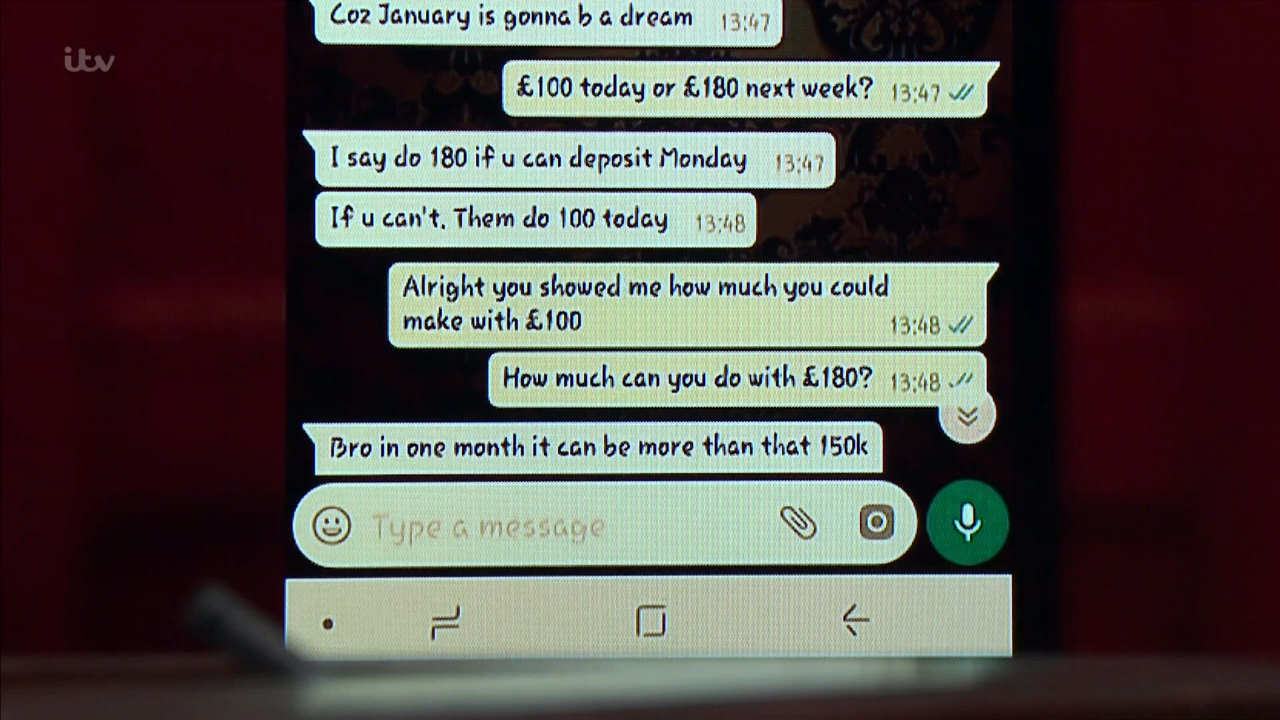 itv
Coz January is gonna b a dream 13:47
£100 today or £180 next week? 13:47
I say do 180 if u can deposit Monday 13:47
If u can't. Them do 100 today 13:48
Alright you showed me how much you could
make with £100 13:48
How much can you do with £180? 13:48
Bro in one month it can be more than that 150k
Type a message